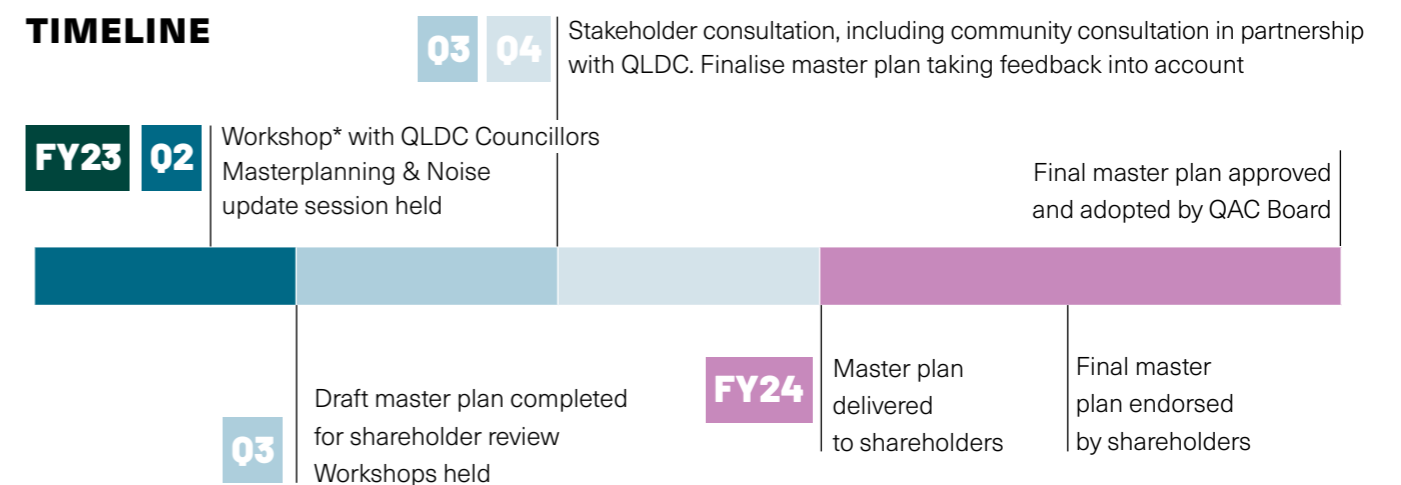 TIMELINE
Q3 Q4
Stakeholder consultation, including community consultation in partnership
with QLDC. Finalise master plan taking feedback into account
FY23 Q2
Workshop* with QLDC Councillors
Masterplanning & Noise
update session held
Final master plan approved
and adopted by QAC Board
Q3
Draft master plan completed
for shareholder review
Workshops held
FY24
Master plan
delivered
to shareholders
Final master
plan endorsed
by shareholders